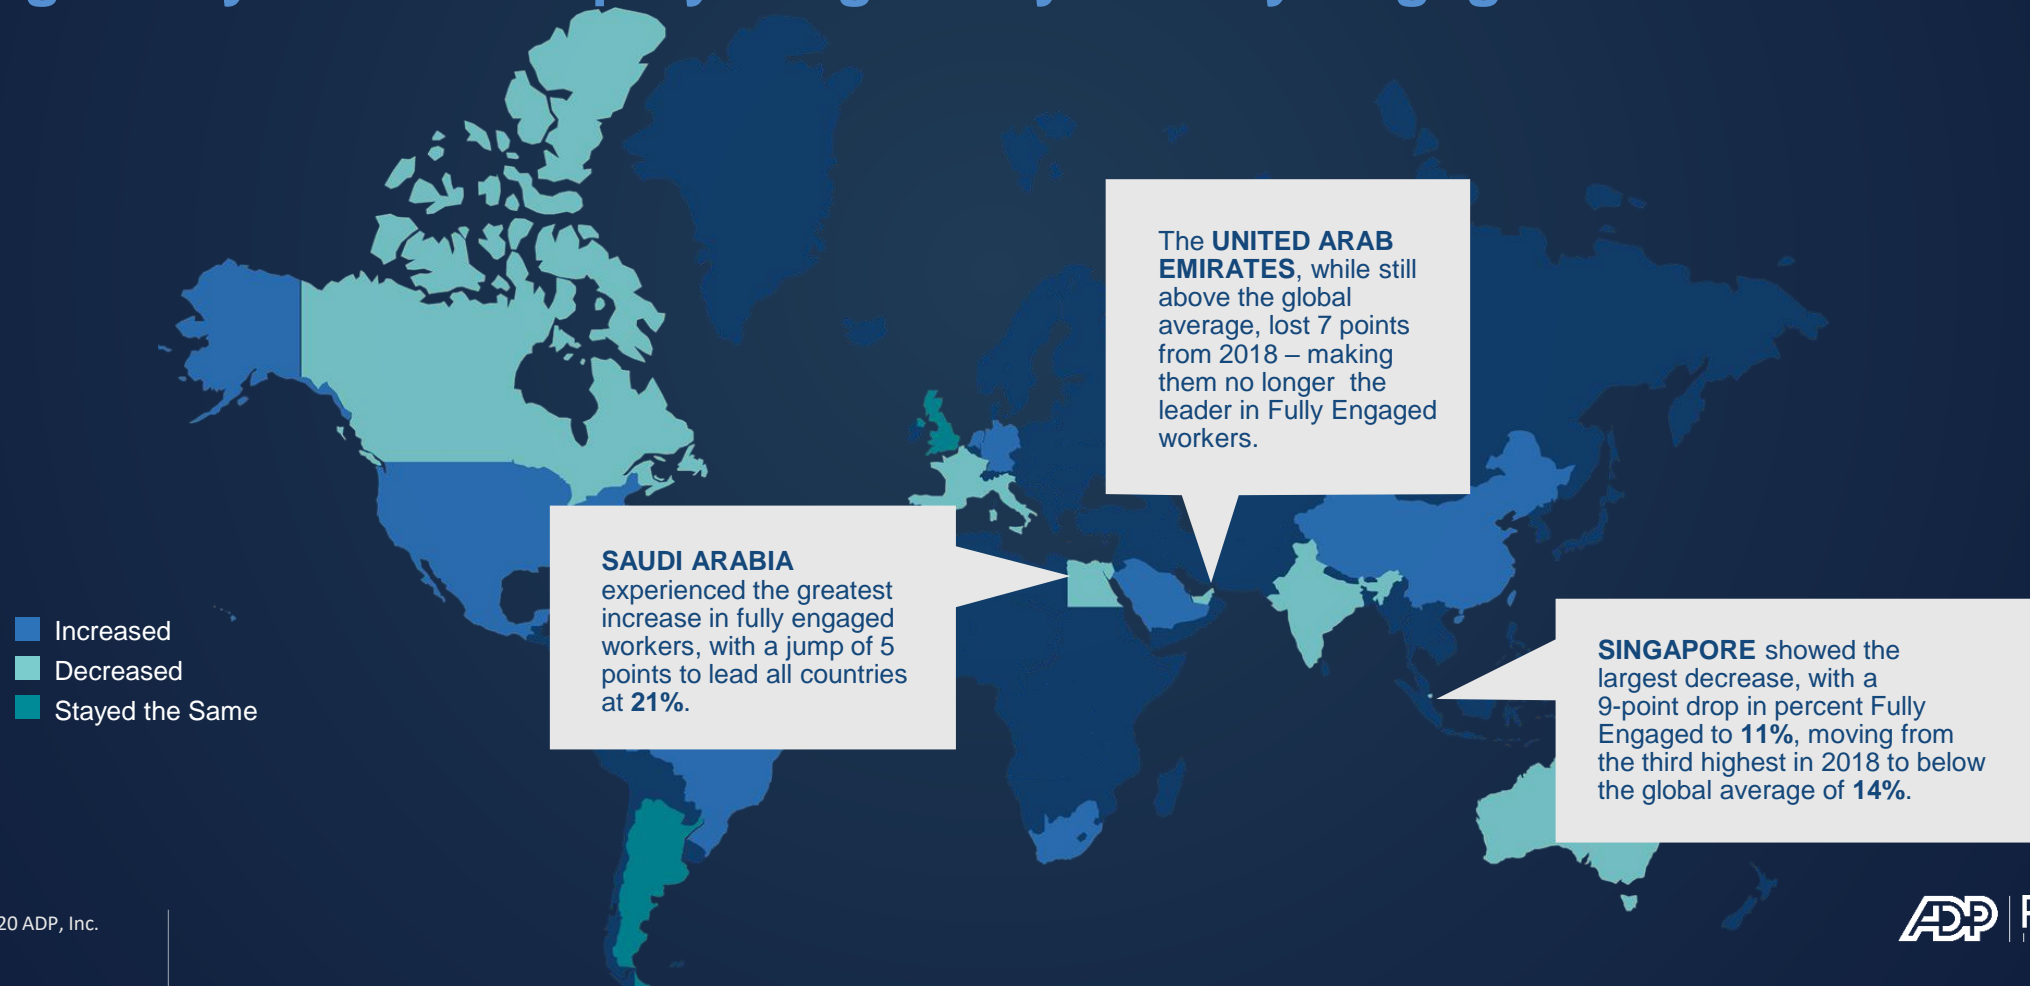 The UNITED ARAB
EMIRATES, while still
above the global
average, lost 7 points
from 2018 – making
them no longer the
leader in Fully Engaged
workers.
SAUDI ARABIA
experienced the greatest
increase in fully engaged
workers, with a jump of 5
points to lead all countries
at 21%.
Increased
Decreased
Stayed the Same
SINGAPORE showed the
largest decrease, with a
9-point drop in percent Fully
Engaged to 11%, moving from
the third highest in 2018 to below
the global average of 14%.
20 ADP, Inc.
ADP